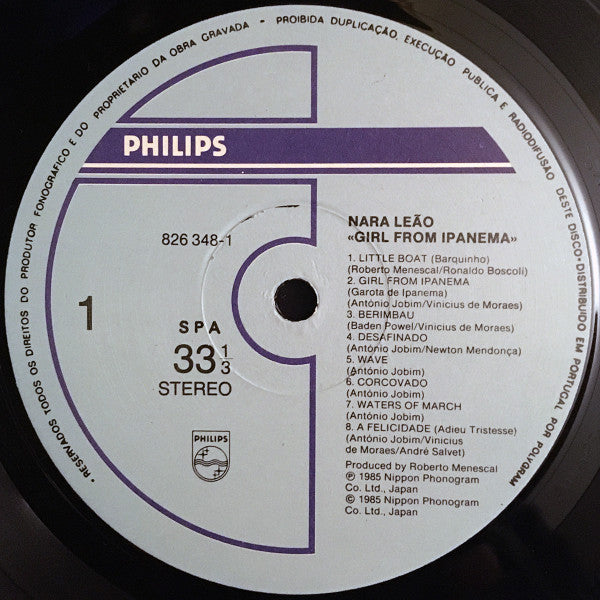 • RESERVADOS TODOS OS DIREITOS DO PRODUTOR FONOGRAFICO E DO PROPRIETÁRIO DA OBRA GRAVADA - PROIBIDA DUPLICAÇÃO, EXECUÇÃO PUBLICA E RADIODIFUSÃO DESTE DISCO - DISTRIBUIDO EM PORTUGAL POR POLYGRAM
PHILIPS
826 348-1
1
SPA
33 1/3
STEREO
PHILIPS
NARA LEÃO
«GIRL FROM IPANEMA»
1. LITTLE BOAT (Barquinho)
(Roberto Menescal/Ronaldo Boscoli)
2. GIRL FROM IPANEMA
(Garota de Ipanema)
(António Jobim/Vinicius de Moraes)
3. BERIMBAU
(Baden Powel/Vinicius de Moraes)
4. DESAFINADO
(António Jobim/Newton Mendonça)
5. WAVE
(António Jobim)
6. CORCOVADO
(António Jobim)
7. WATERS OF MARCH
(António Jobim)
8. A FELICIDADE (Adieu Tristesse)
(António Jobim/Vinicius
de Moraes/André Salvet)
Produced by Roberto Menescal
℗ 1985 Nippon Phonogram
Co. Ltd., Japan
© 1985 Nippon Phonogram
Co. Ltd., Japan